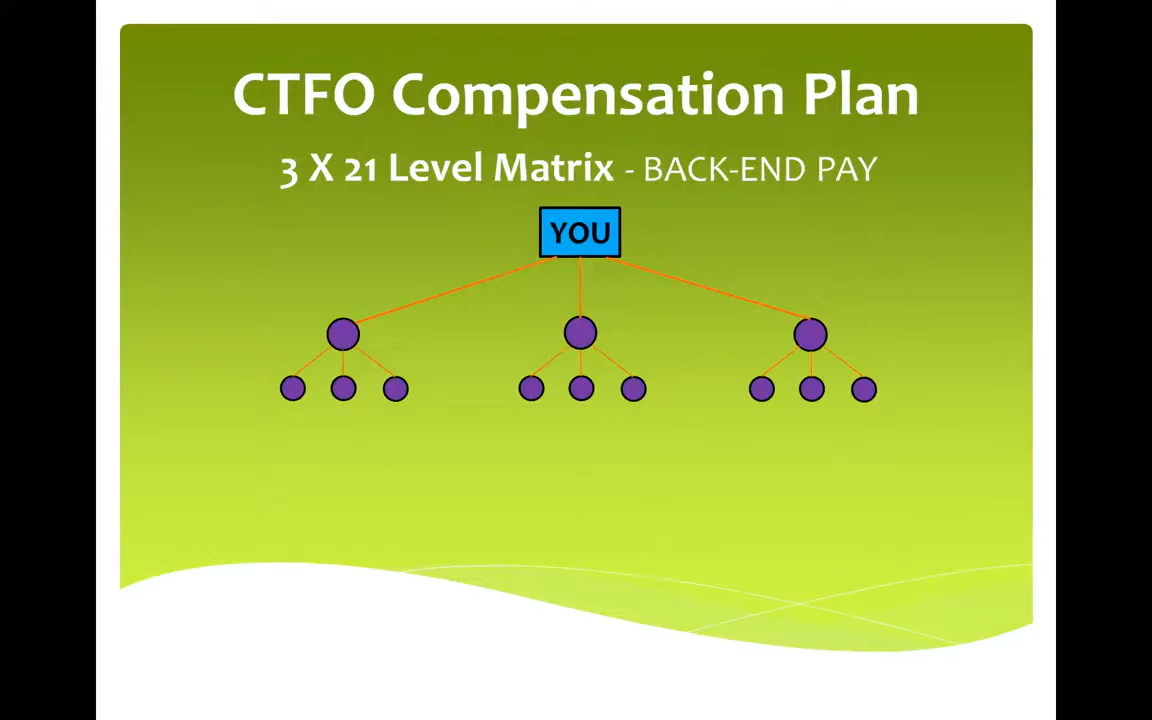 CTFO Compensation Plan
3 X 21 Level Matrix - BACK-END PAY
YOU